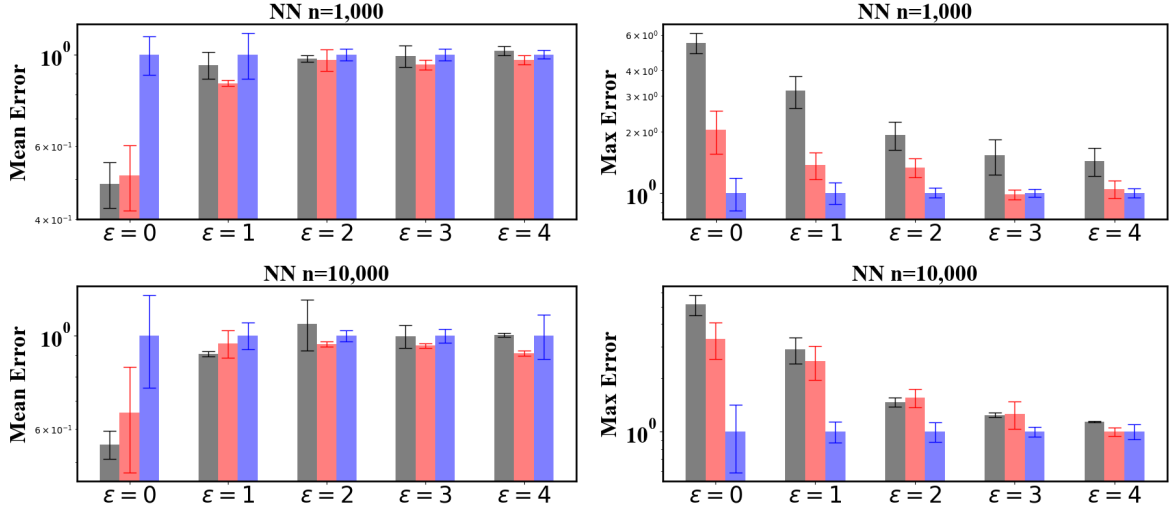 NN n=1,000
Mean Error
10⁰
6 × 10⁻¹
4 × 10⁻¹
ε = 0
ε = 1
ε = 2
ε = 3
ε = 4
NN n=1,000
Max Error
6 × 10⁰
4 × 10⁰
3 × 10⁰
2 × 10⁰
10⁰
ε = 0
ε = 1
ε = 2
ε = 3
ε = 4
NN n=10,000
Mean Error
10⁰
6 × 10⁻¹
ε = 0
ε = 1
ε = 2
ε = 3
ε = 4
NN n=10,000
Max Error
10⁰
ε = 0
ε = 1
ε = 2
ε = 3
ε = 4